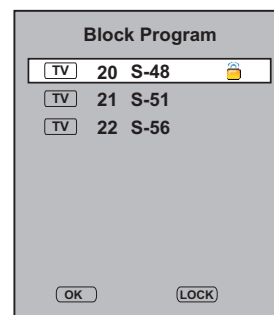 Block Program
TV 20 S-48
TV 21 S-51
TV 22 S-56
OK LOCK